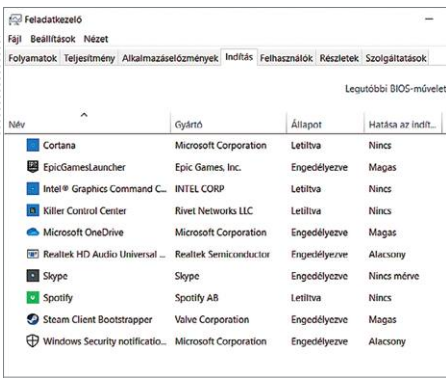 Feladatkezelő
Fájl Beállítások Nézet
Folyamatok Teljesítmény Alkalmazáselőzmények Indítás Felhasználók Részletek Szolgáltatások
Legutóbbi BIOS-művelet
Név Gyártó Állapot Hatása az indít...
Cortana Microsoft Corporation Letiltva Nincs
EpicGamesLauncher Epic Games, Inc. Engedélyezve Magas
Intel® Graphics Command C... INTEL CORP Letiltva Nincs
Killer Control Center Rivet Networks LLC Letiltva Nincs
Microsoft OneDrive Microsoft Corporation Engedélyezve Magas
Realtek HD Audio Universal ... Realtek Semiconductor Engedélyezve Alacsony
Skype Skype Engedélyezve Nincs mérve
Spotify Spotify AB Letiltva Nincs
Steam Client Bootstrapper Valve Corporation Engedélyezve Magas
Windows Security notificatio... Microsoft Corporation Engedélyezve Alacsony